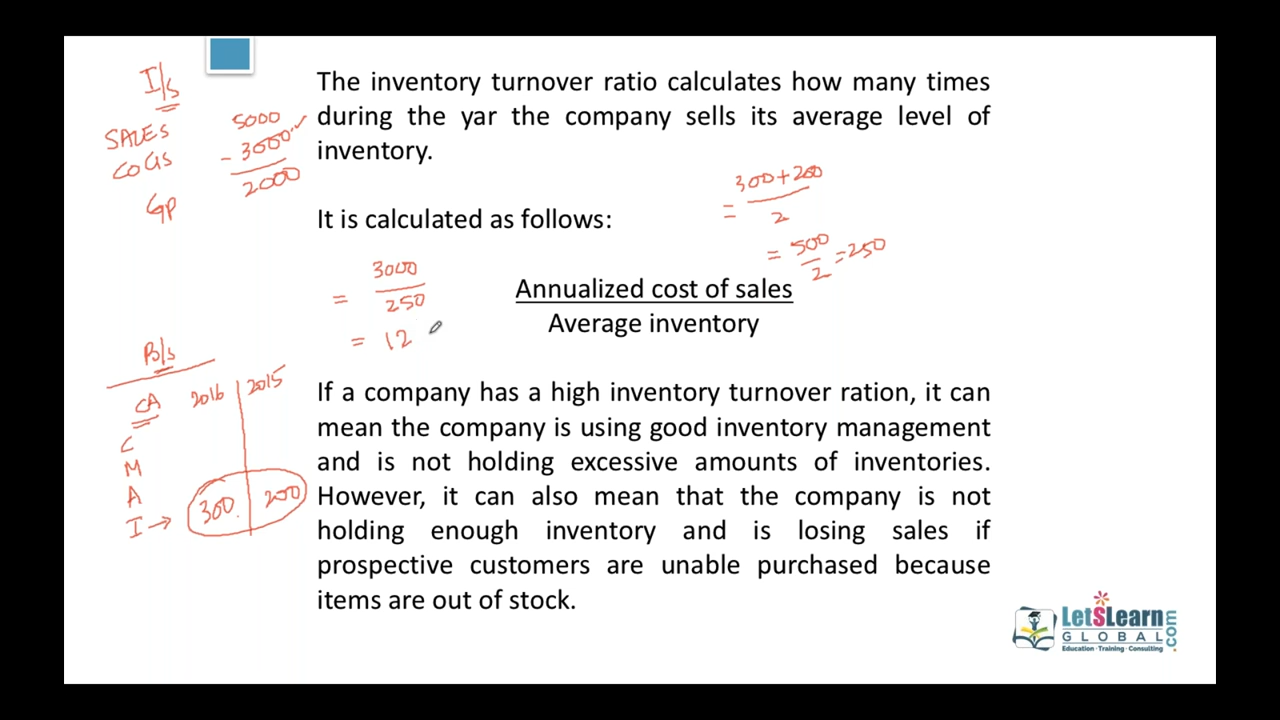 The inventory turnover ratio calculates how many times
during the yar the company sells its average level of
inventory.
It is calculated as follows:
Annualized cost of sales
Average inventory
If a company has a high inventory turnover ration, it can
mean the company is using good inventory management
and is not holding excessive amounts of inventories.
However, it can also mean that the company is not
holding enough inventory and is losing sales if
prospective customers are unable purchased because
items are out of stock.
I/s
SALES 5000
COGS - 3000
GP 2000
= 300+200
2
= 500
2
= 250
= 3000
250
= 12
B/s
CA 2016 2015
C
M
A
I → 300 200
LetSLearn
GLOBAL
.com
Education · Training · Consulting